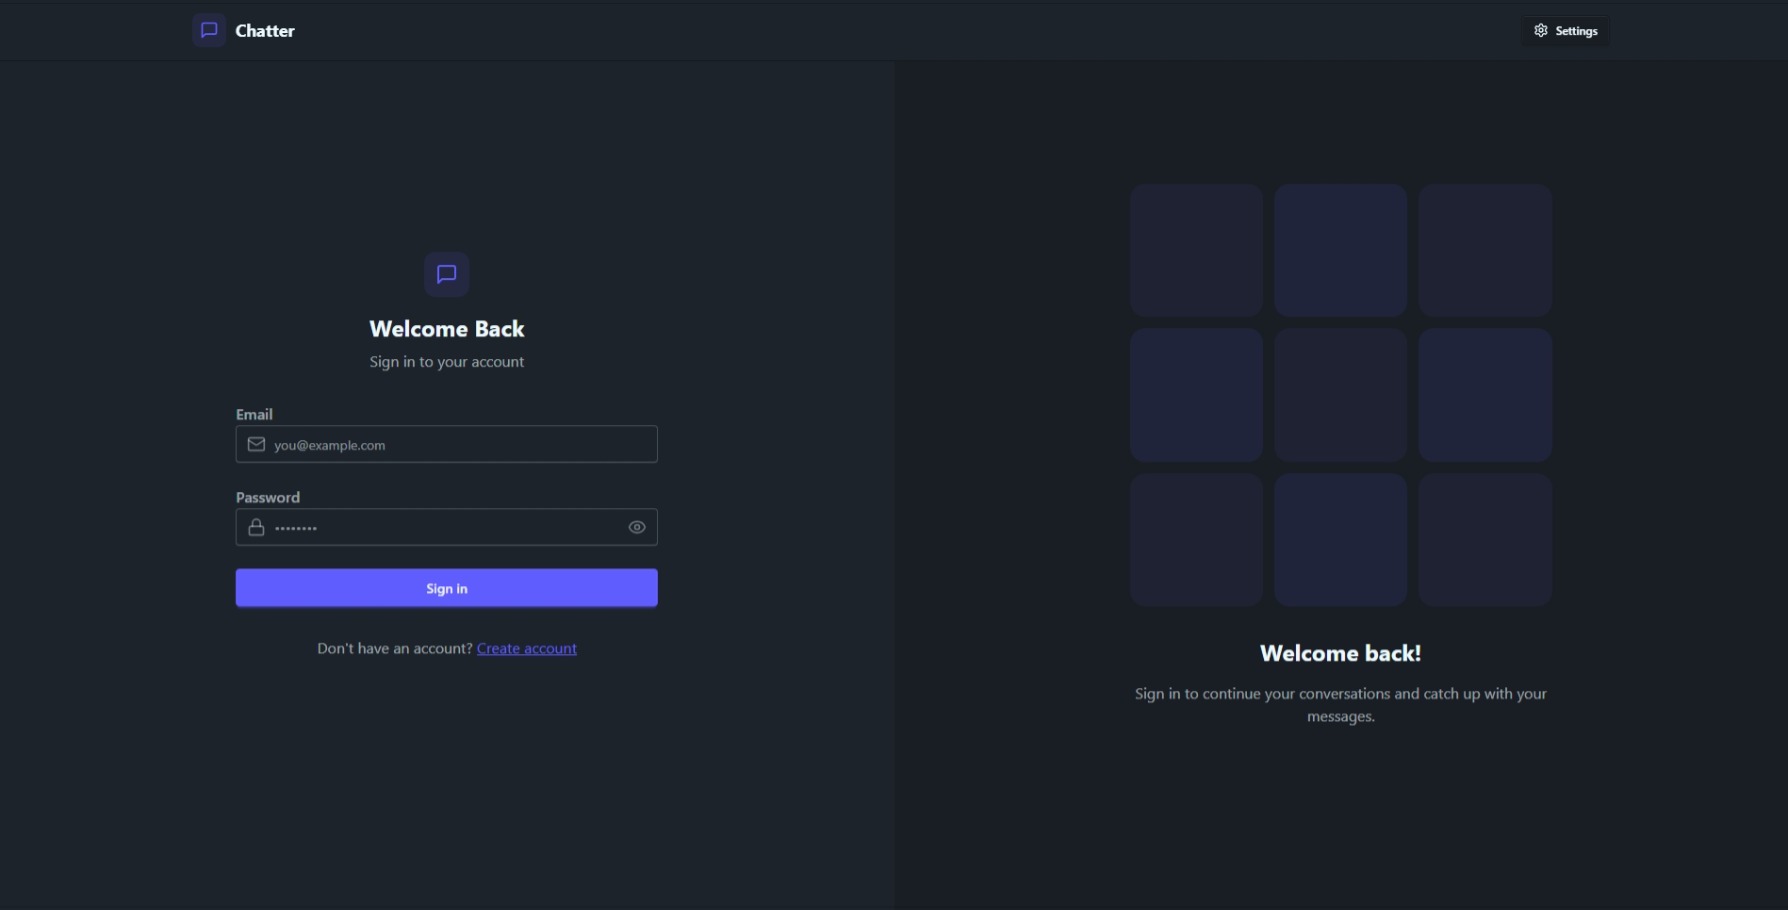 Chatter
Settings
Welcome Back
Sign in to your account
Email
you@example.com
Password
••••••••
Sign in
Don't have an account? Create account
Welcome back!
Sign in to continue your conversations and catch up with your
messages.